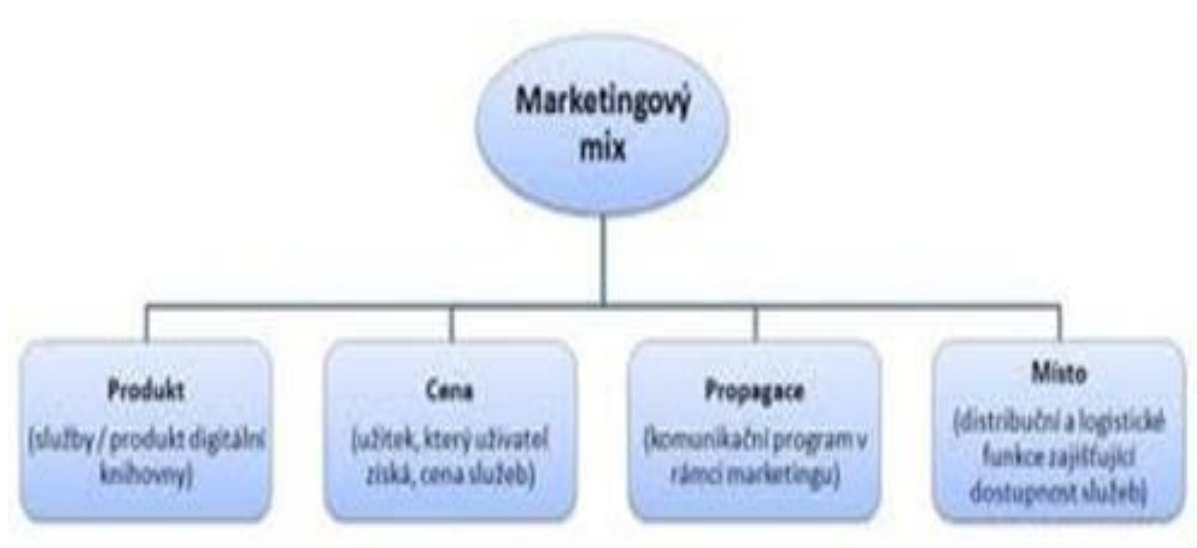 Marketingový
mix
Produkt
(služby / produkt digitální
knihovny)
Cena
(užitek, který uživatel
získá, cena služeb)
Propagace
(komunikační program v
rámci marketingu)
Místo
(distribuční a logistické
funkce zajišťující
dostupnost služeb)